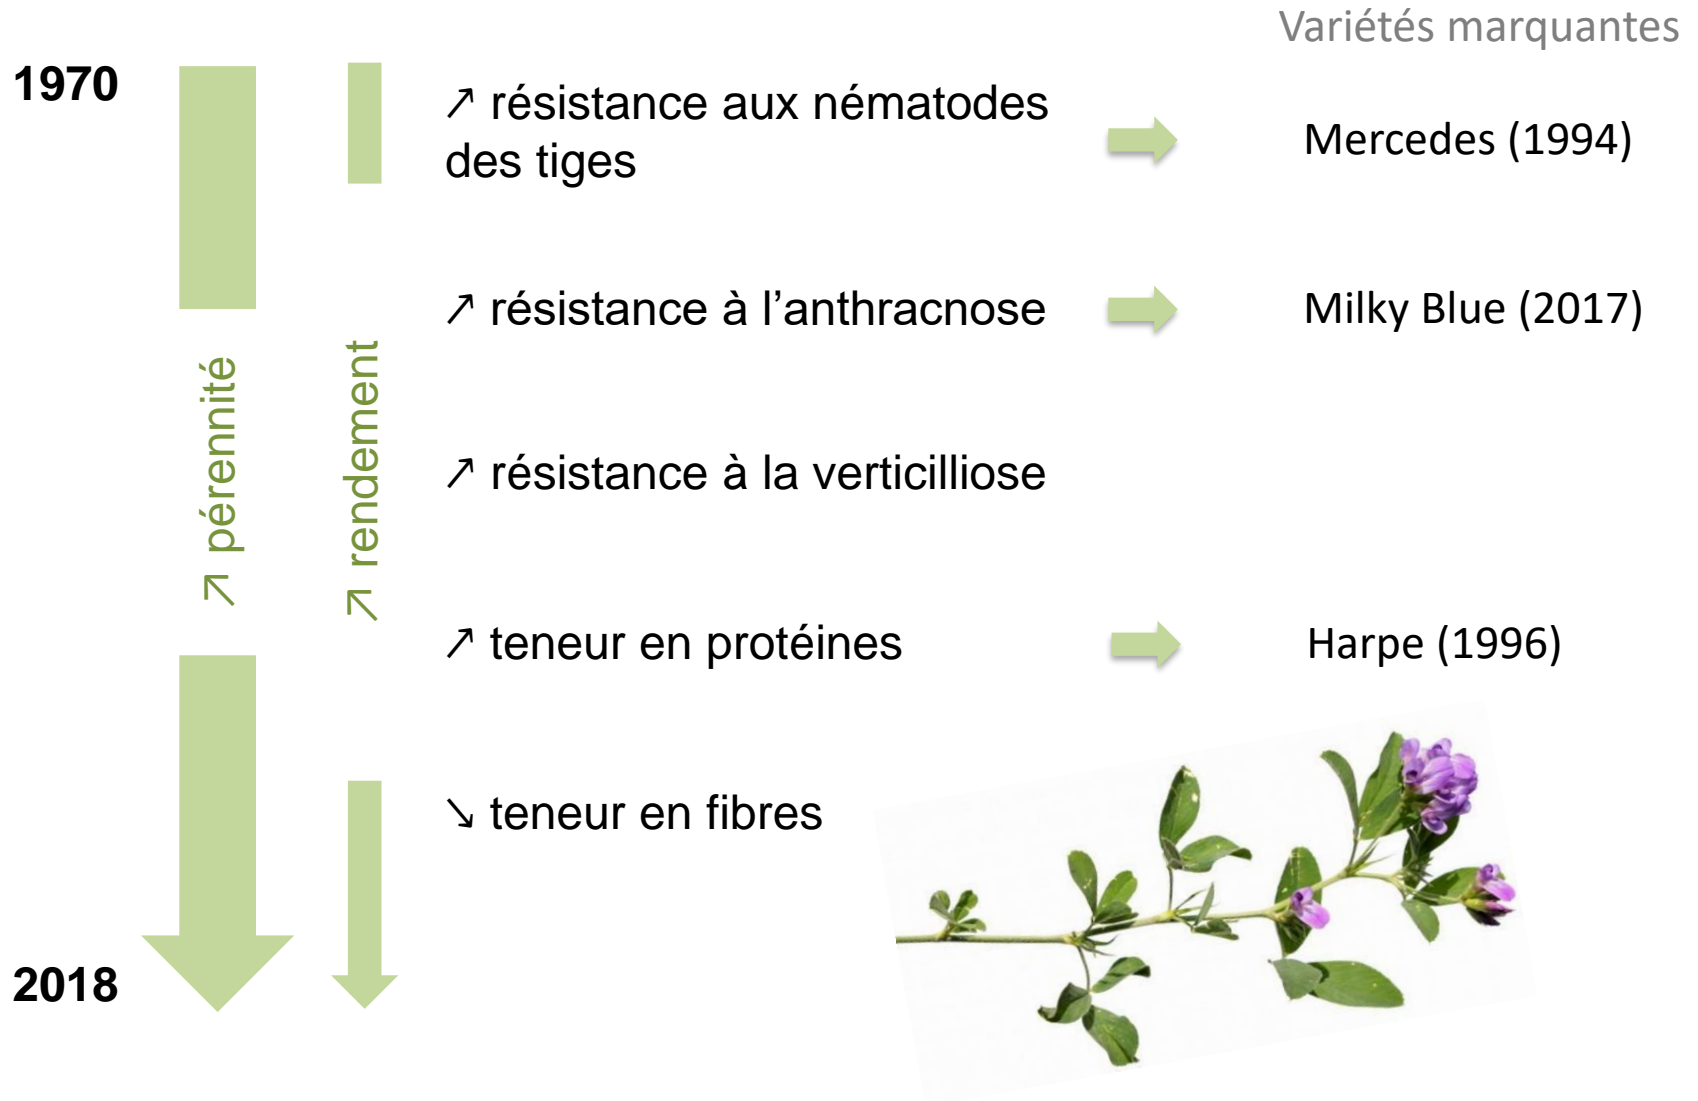 Variétés marquantes
1970
↗ résistance aux nématodes
des tiges
Mercedes (1994)
↗ résistance à l’anthracnose
Milky Blue (2017)
↗ pérennité
↗ rendement
↗ résistance à la verticilliose
↗ teneur en protéines
Harpe (1996)
↘ teneur en fibres
2018